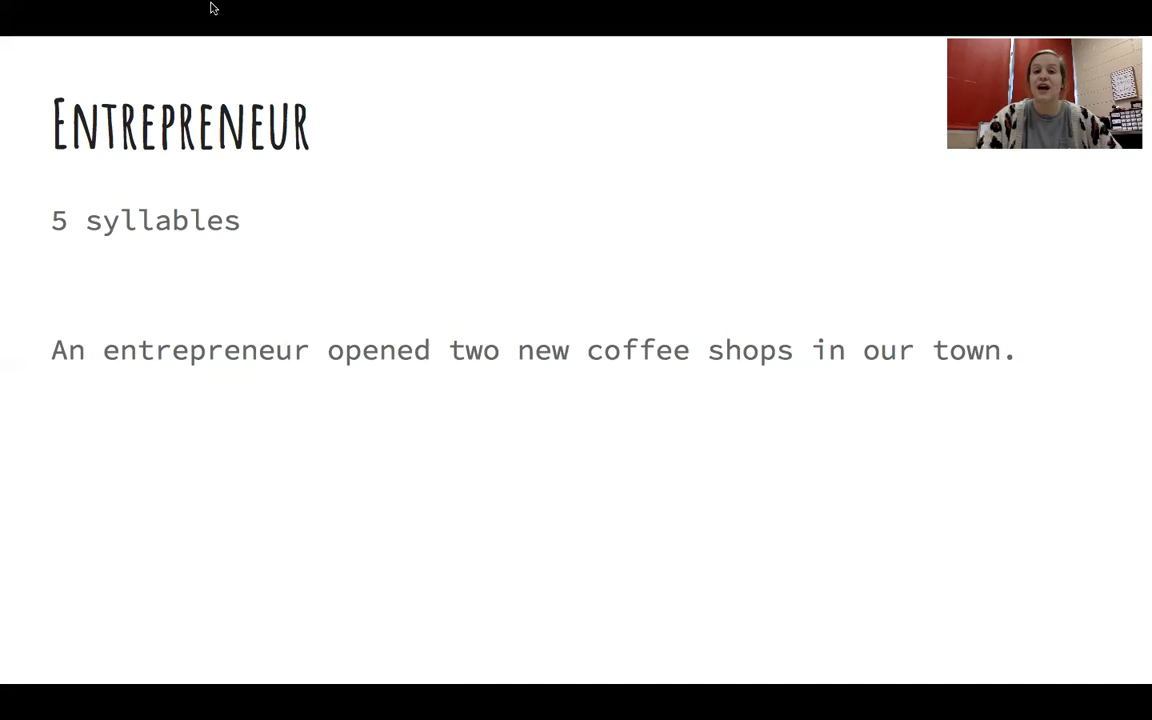 Entrepreneur
5 syllables
An entrepreneur opened two new coffee shops in our town.